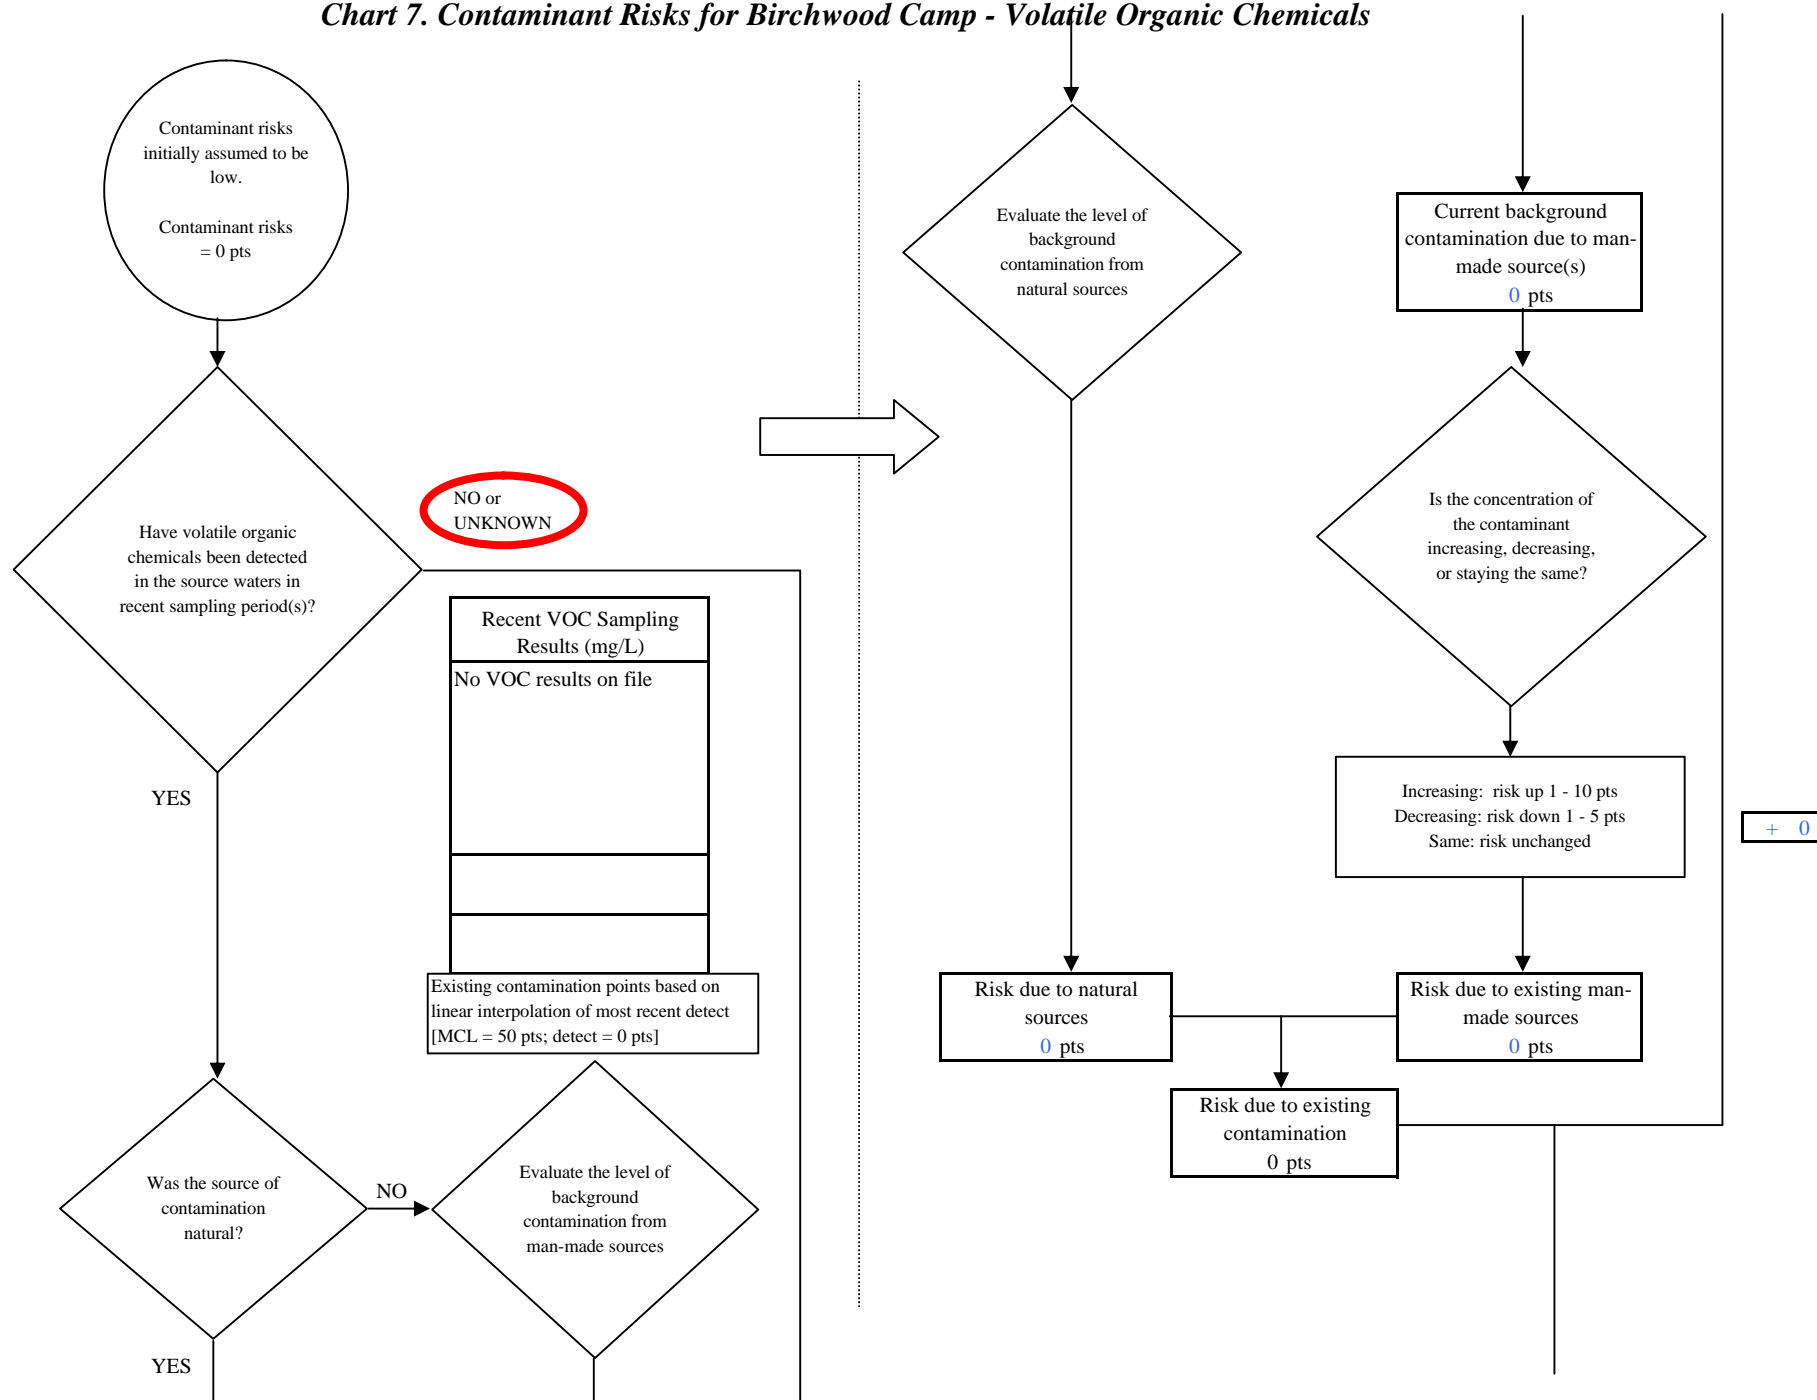 Chart 7. Contaminant Risks for Birchwood Camp - Volatile Organic Chemicals
Contaminant risks
initially assumed to be
low.
Contaminant risks
= 0 pts
Have volatile organic
chemicals been detected
in the source waters in
recent sampling period(s)?
NO or
UNKNOWN
YES
Recent VOC Sampling
Results (mg/L)
No VOC results on file
Existing contamination points based on
linear interpolation of most recent detect
[MCL = 50 pts; detect = 0 pts]
Was the source of
contamination
natural?
NO
YES
Evaluate the level of
background
contamination from
man-made sources
Evaluate the level of
background
contamination from
natural sources
Current background
contamination due to man-
made source(s)
0 pts
Is the concentration of
the contaminant
increasing, decreasing,
or staying the same?
Increasing: risk up 1 - 10 pts
Decreasing: risk down 1 - 5 pts
Same: risk unchanged
+ 0
Risk due to natural
sources
0 pts
Risk due to existing man-
made sources
0 pts
Risk due to existing
contamination
0 pts